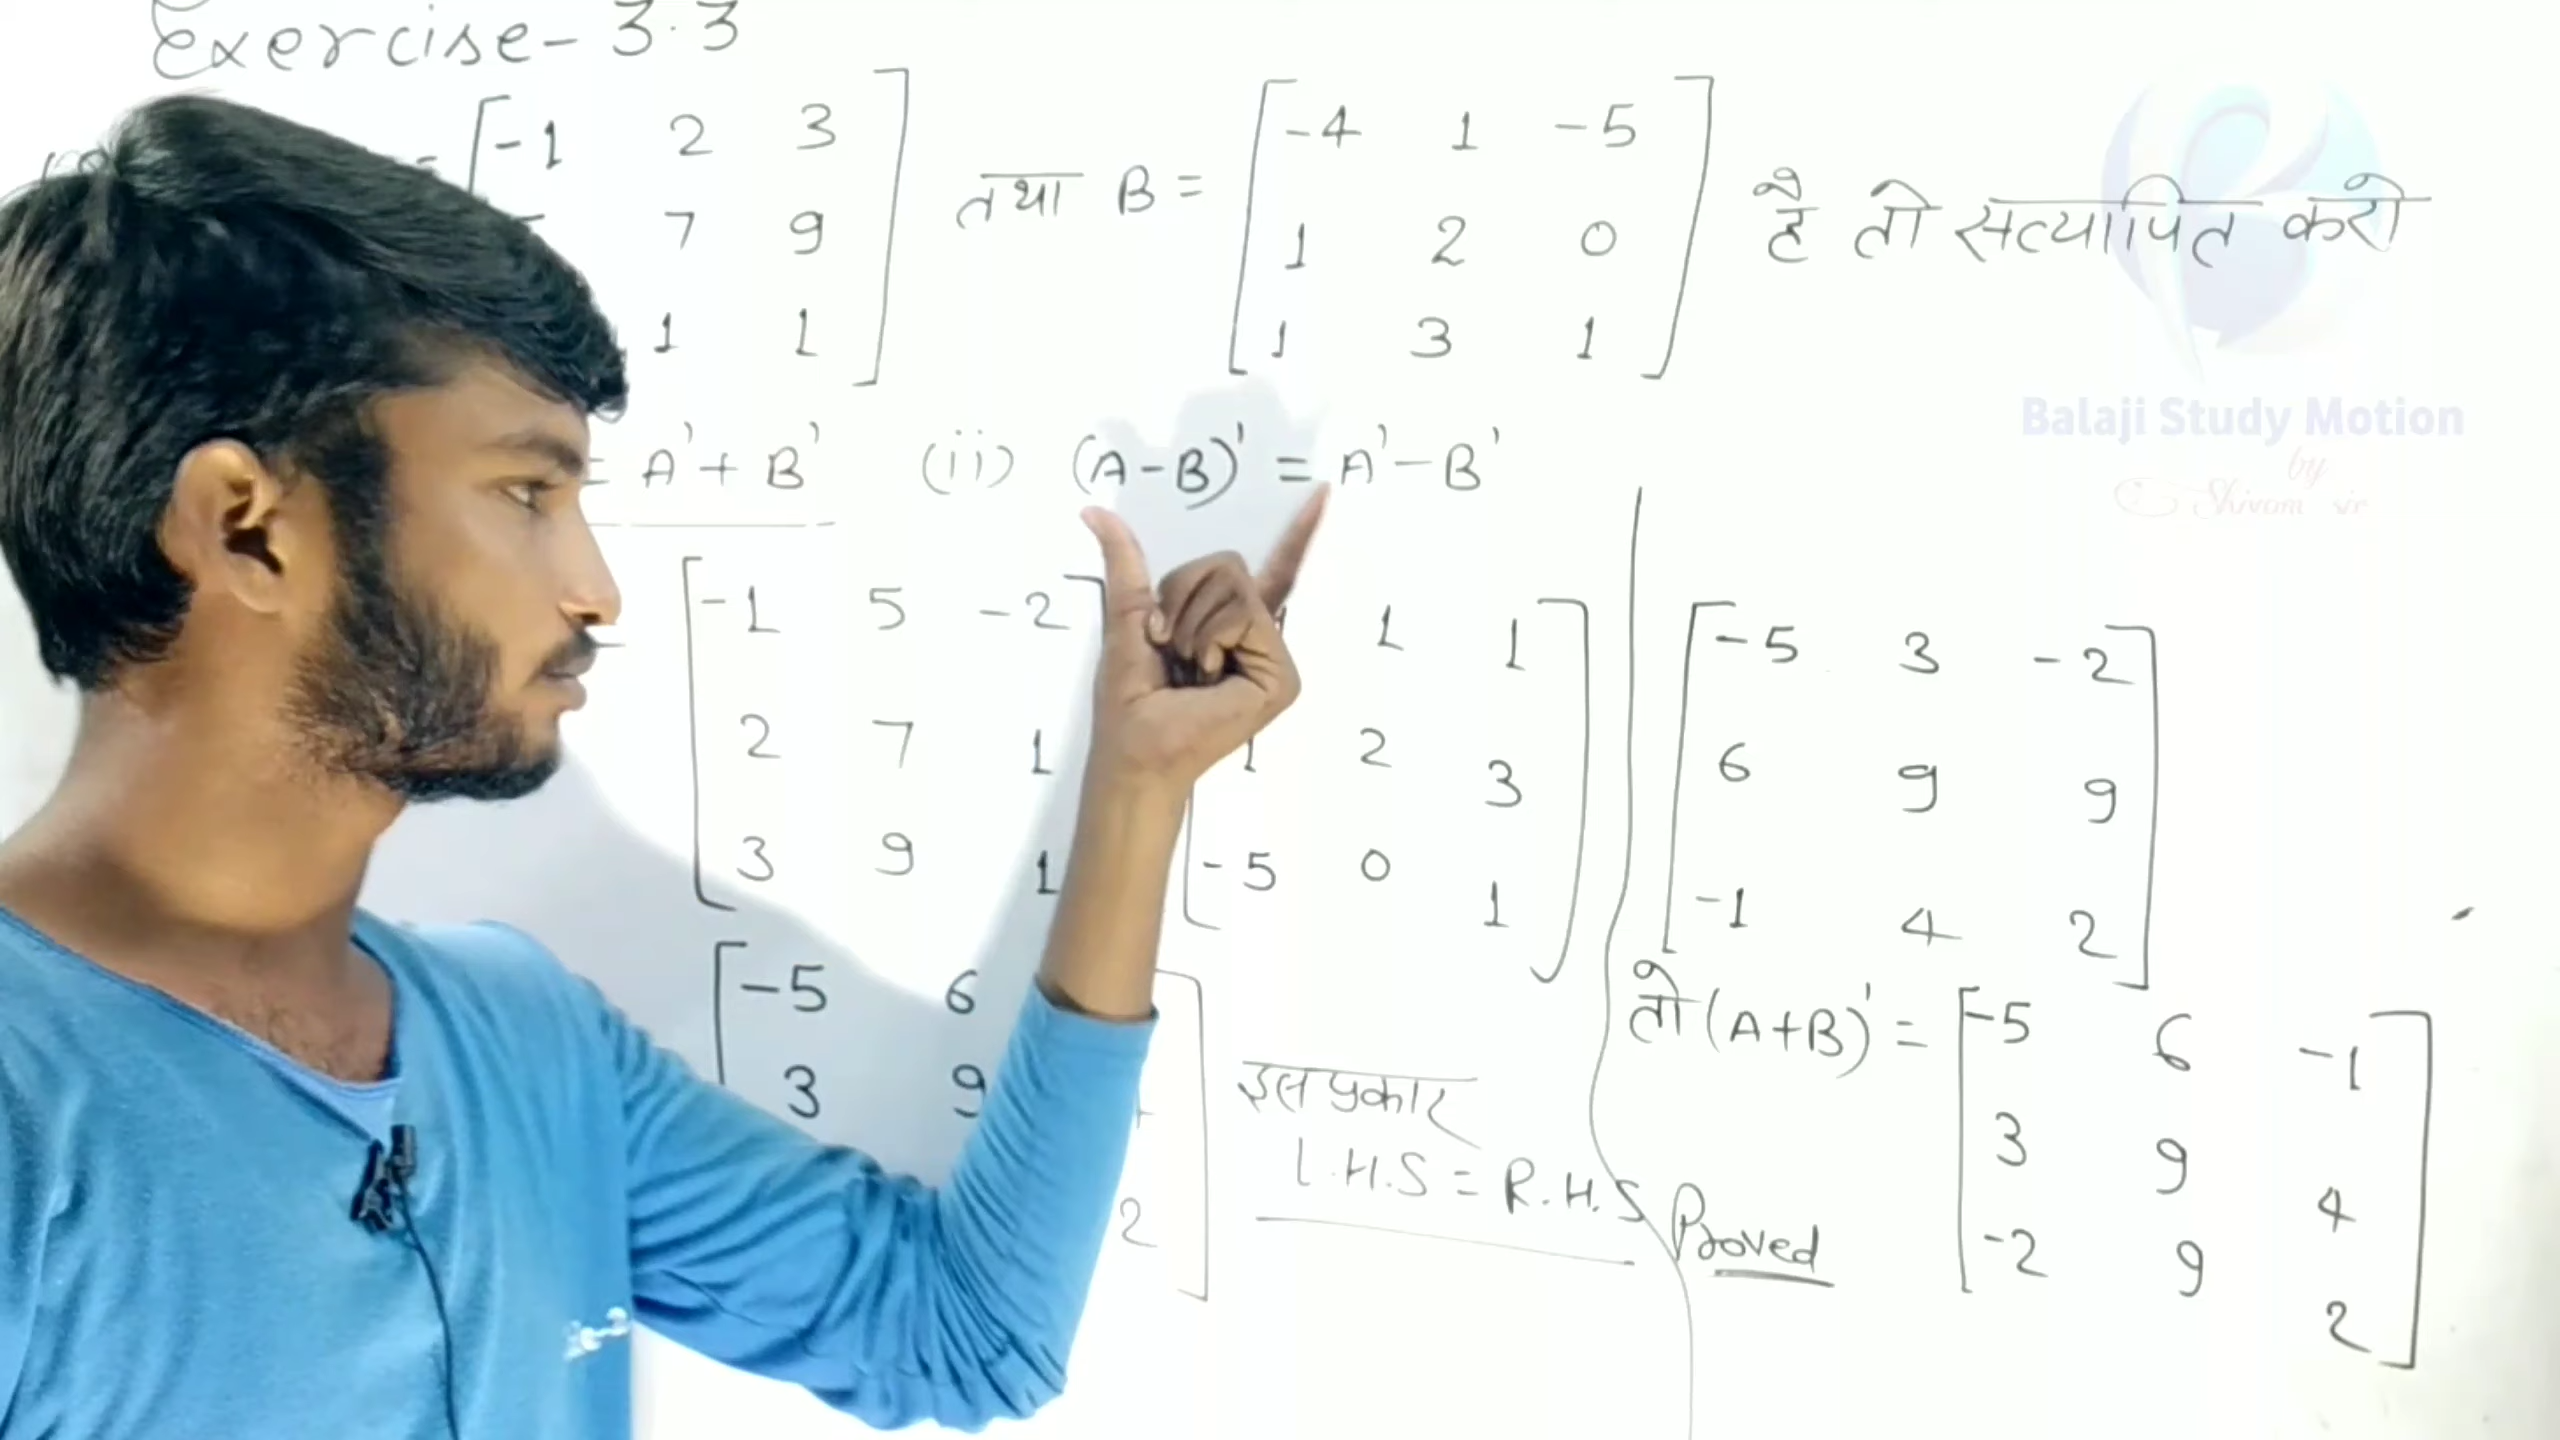 Exercise - 3.3
= [ -1 2 3 तथा B = [ -4 1 -5 है तो सत्यापित करो
7 9 1 2 0
1 1 ] 1 3 1 ]
= A' + B' (ii) (A-B)' = A' - B'
Balaji Study Motion
by
Shivam sir
[ -1 5 -2 1 1
2 7 1 1 2 3
3 9 1 -5 0 1 ]
[ -5 3 -2
6 9 9
-1 4 2 ]
[ -5 6
3 9
2 ]
इस प्रकार
L.H.S = R.H.S Proved
तो (A+B)' = [ -5 6 -1
3 9 4
-2 9 2 ]